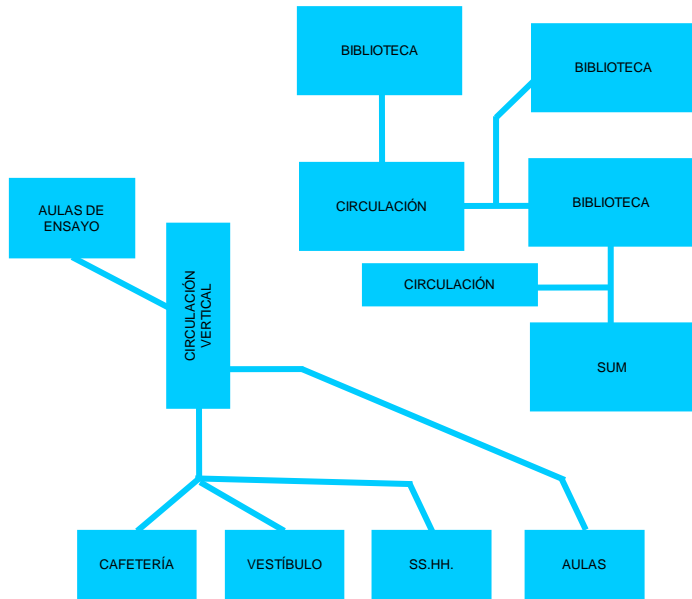 BIBLIOTECA
BIBLIOTECA
AULAS DE
ENSAYO
CIRCULACIÓN
BIBLIOTECA
CIRCULACIÓN
VERTICAL
CIRCULACIÓN
SUM
CAFETERÍA
VESTÍBULO
SS.HH.
AULAS